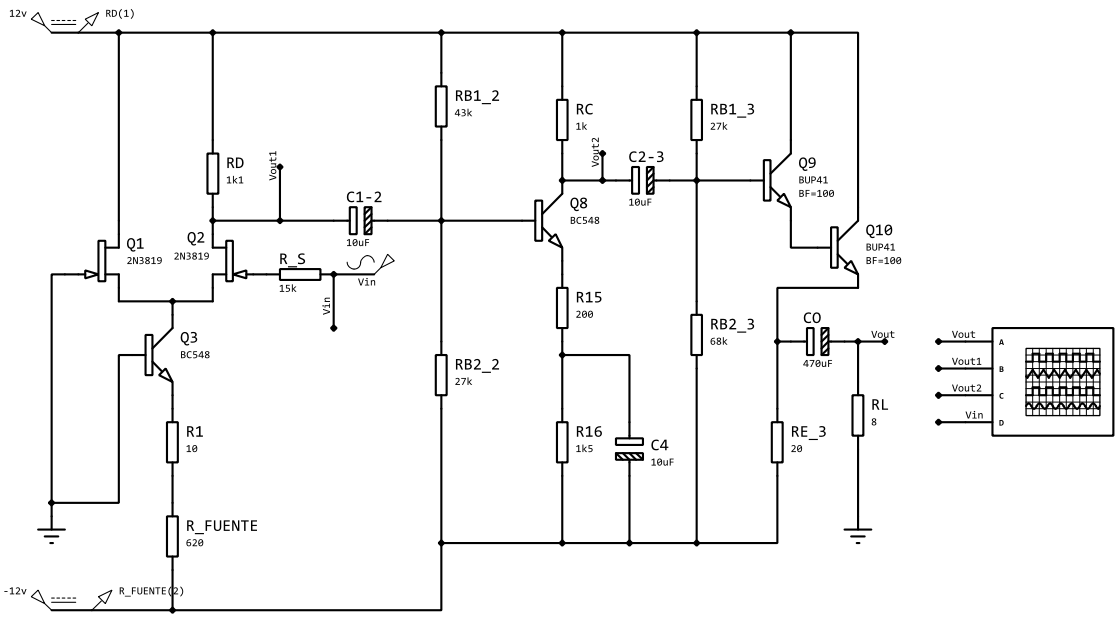 12v
RD(1)
RB1_2
43k
RC
1k
RB1_3
27k
Vout1
RD
1k1
Vout2
C2-3
10uF
Q9
BUP41
BF=100
C1-2
10uF
Q8
BC548
Q10
BUP41
BF=100
Q1
2N3819
Q2
2N3819
R_S
15k
Vin
Vin
R15
200
Q3
BC548
RB2_3
68k
CO
470uF
Vout
Vout
A
Vout1
B
Vout2
C
Vin
D
RB2_2
27k
RL
8
R1
10
R16
1k5
C4
10uF
RE_3
20
R_FUENTE
620
-12v
R_FUENTE(2)